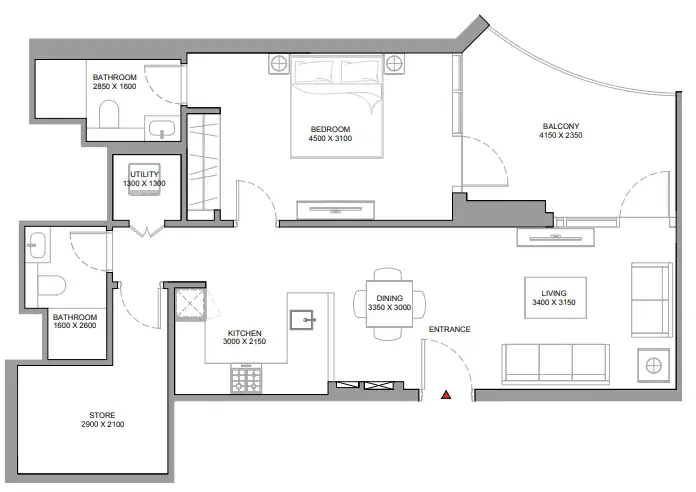 BATHROOM
2850 X 1600
BEDROOM
4500 X 3100
BALCONY
4150 X 2350
UTILITY
1300 X 1300
BATHROOM
1600 X 2600
KITCHEN
3000 X 2150
DINING
3350 X 3000
LIVING
3400 X 3150
ENTRANCE
STORE
2900 X 2100